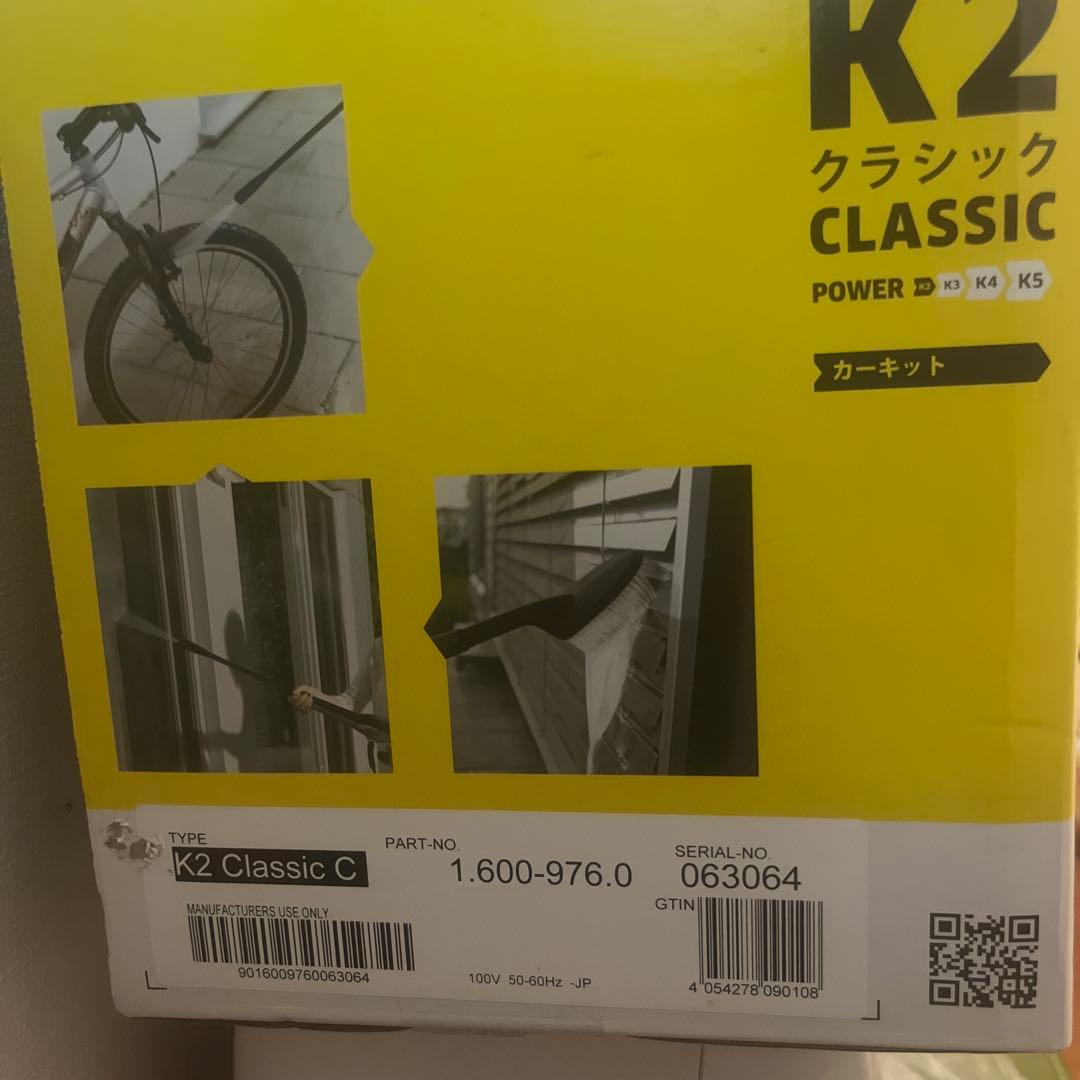 K2
クラシック
CLASSIC
POWER K2 K3 K4 K5
カーキット
TYPE
K2 Classic C
PART-NO.
1.600-976.0
SERIAL-NO.
063064
MANUFACTURERS USE ONLY
9016009760063064
100V 50-60Hz -JP
GTIN
4 054278 090108